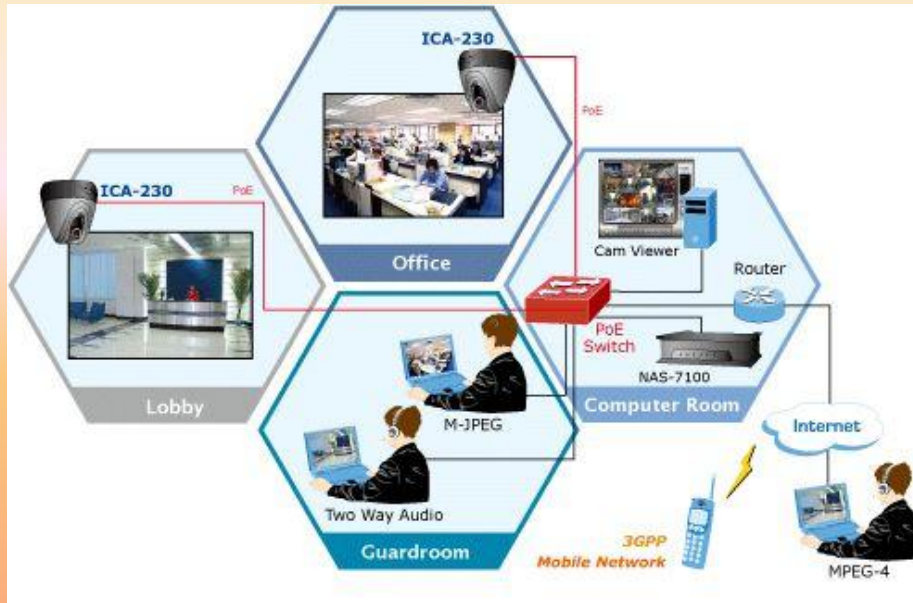 ICA-230
PoE
Office
ICA-230
PoE
Lobby
Cam Viewer
Router
PoE
Switch
NAS-7100
Computer Room
M-JPEG
Two Way Audio
Guardroom
Internet
3GPP
Mobile Network
MPEG-4